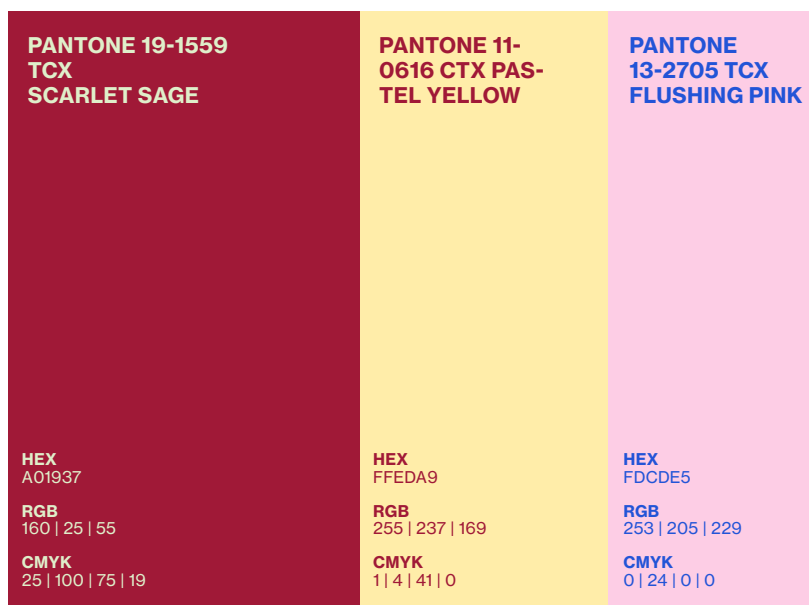 PANTONE 19-1559
TCX
SCARLET SAGE
HEX
A01937
RGB
160 | 25 | 55
CMYK
25 | 100 | 75 | 19
PANTONE 11-
0616 CTX PAS-
TEL YELLOW
HEX
FFEDA9
RGB
255 | 237 | 169
CMYK
1 | 4 | 41 | 0
PANTONE
13-2705 TCX
FLUSHING PINK
HEX
FDCDE5
RGB
253 | 205 | 229
CMYK
0 | 24 | 0 | 0